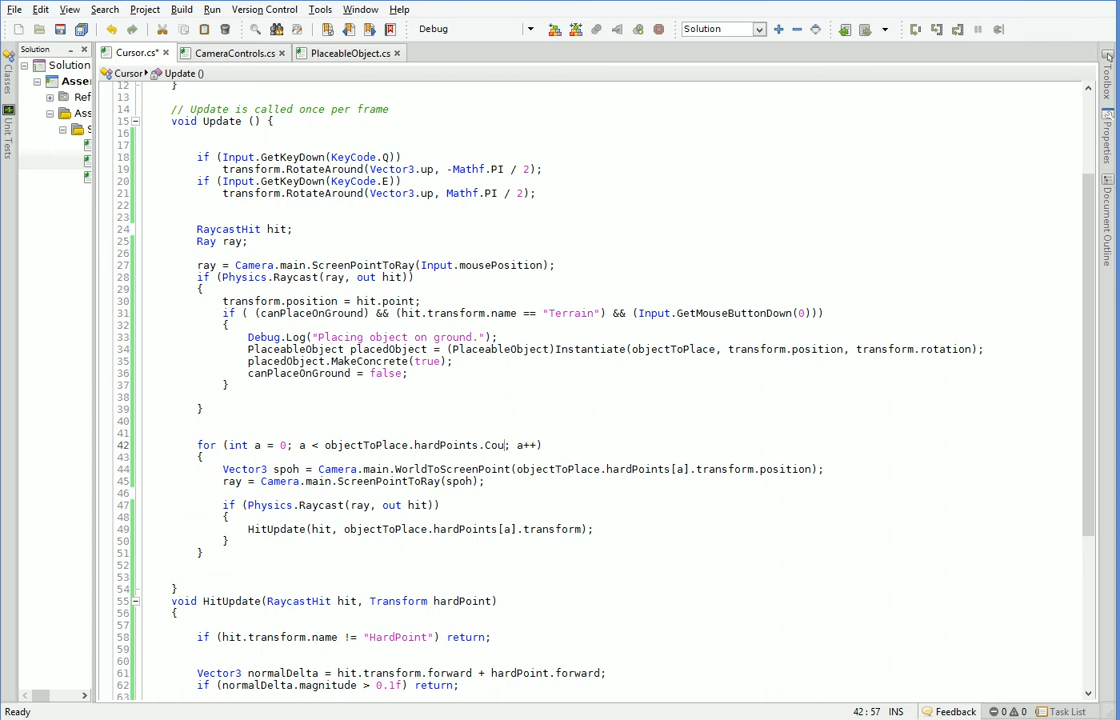 File Edit View Search Project Build Run Version Control Tools Window Help
Debug Solution
Solution Cursor.cs* CameraControls.cs PlaceableObject.cs
Cursor Update ()
Solution
Asse
Ref
Ass
S
Classes
Unit Tests
Toolbox
Properties
Document Outline
12 }
13
14 // Update is called once per frame
15 void Update () {
16
17
18 if (Input.GetKeyDown(KeyCode.Q))
19 transform.RotateAround(Vector3.up, -Mathf.PI / 2);
20 if (Input.GetKeyDown(KeyCode.E))
21 transform.RotateAround(Vector3.up, Mathf.PI / 2);
22
23
24 RaycastHit hit;
25 Ray ray;
26
27 ray = Camera.main.ScreenPointToRay(Input.mousePosition);
28 if (Physics.Raycast(ray, out hit))
29 {
30 transform.position = hit.point;
31 if ( (canPlaceOnGround) && (hit.transform.name == "Terrain") && (Input.GetMouseButtonDown(0)))
32 {
33 Debug.Log("Placing object on ground.");
34 PlaceableObject placedObject = (PlaceableObject)Instantiate(objectToPlace, transform.position, transform.rotation);
35 placedObject.MakeConcrete(true);
36 canPlaceOnGround = false;
37 }
38
39 }
40
41
42 for (int a = 0; a < objectToPlace.hardPoints.Cou; a++)
43 {
44 Vector3 spoh = Camera.main.WorldToScreenPoint(objectToPlace.hardPoints[a].transform.position);
45 ray = Camera.main.ScreenPointToRay(spoh);
46
47 if (Physics.Raycast(ray, out hit))
48 {
49 HitUpdate(hit, objectToPlace.hardPoints[a].transform);
50 }
51 }
52
53
54 }
55 void HitUpdate(RaycastHit hit, Transform hardPoint)
56 {
57
58 if (hit.transform.name != "HardPoint") return;
59
60
61 Vector3 normalDelta = hit.transform.forward + hardPoint.forward;
62 if (normalDelta.magnitude > 0.1f) return;
63
Ready 42 : 57 INS Feedback 0 0 Task List